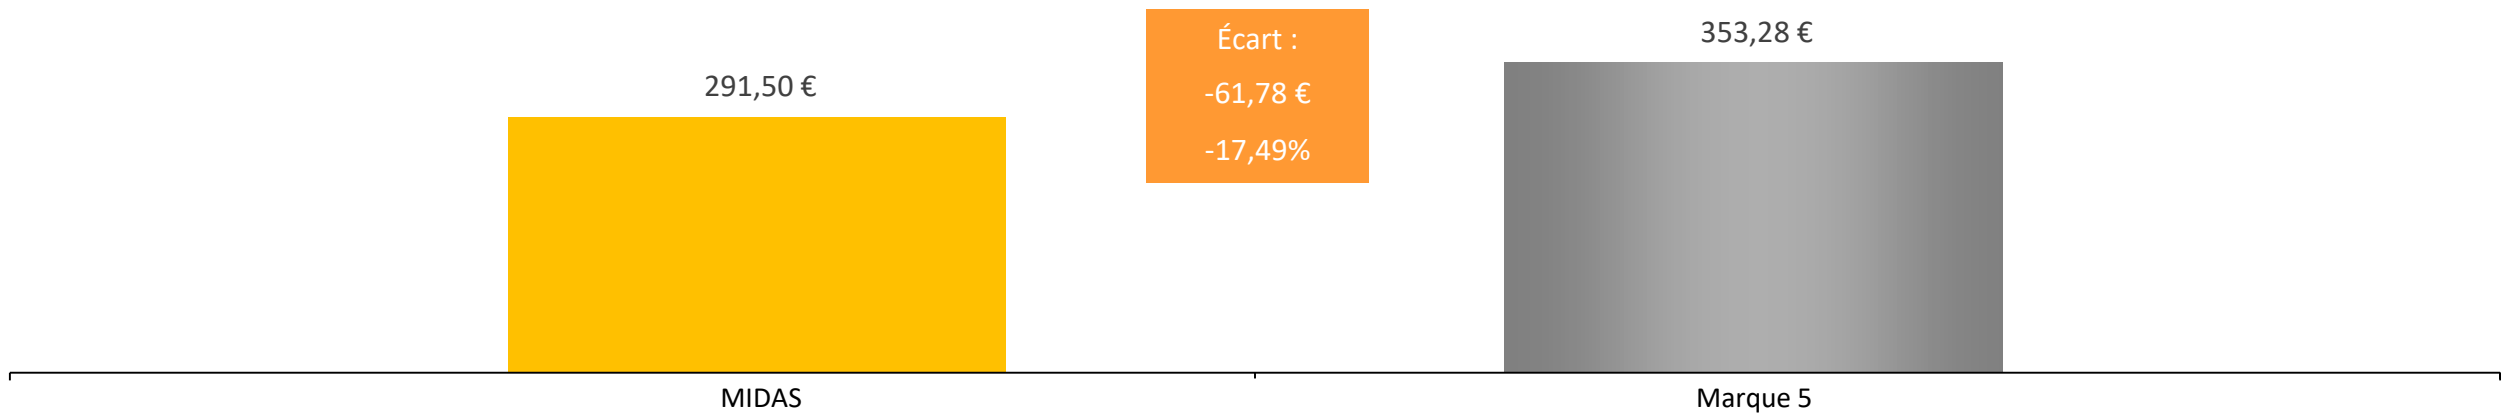 291,50 €
Écart :
-61,78 €
-17,49%
353,28 €
MIDAS
Marque 5